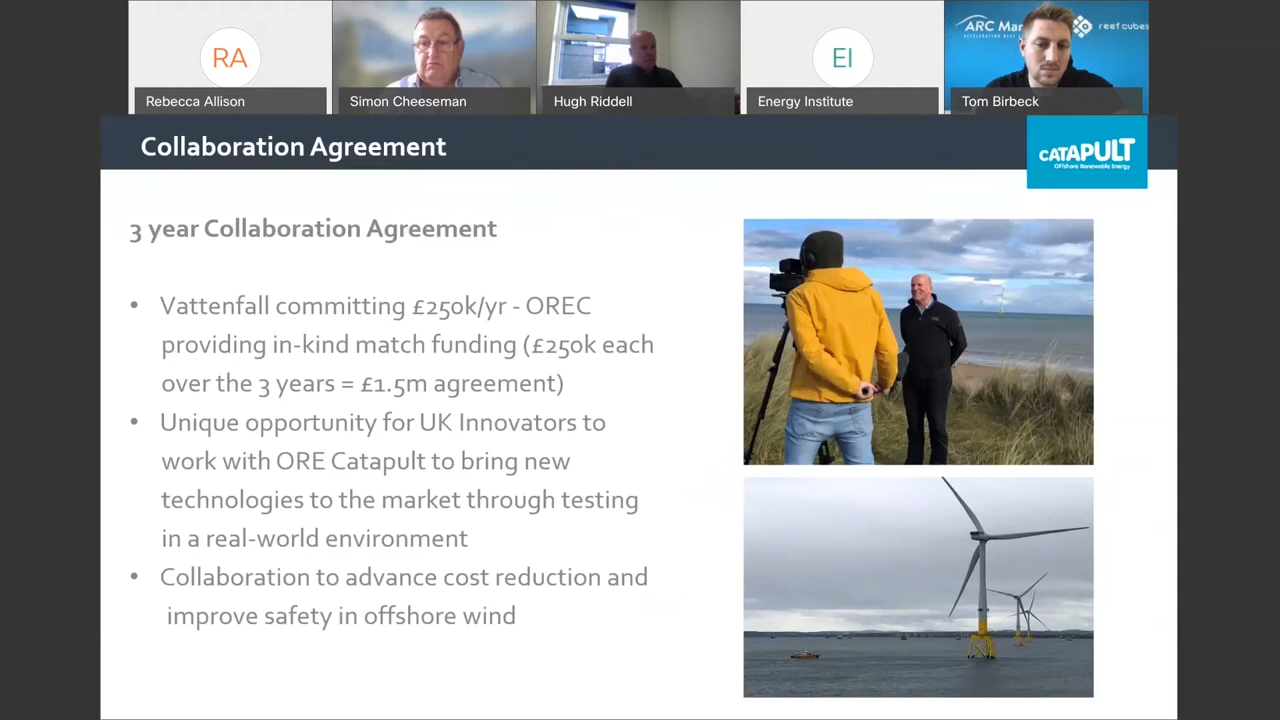 RA
Rebecca Allison
Simon Cheeseman
Hugh Riddell
EI
Energy Institute
ARC Mar
reef cubes
Tom Birbeck
Collaboration Agreement
CATAPULT
Offshore Renewable Energy
3 year Collaboration Agreement
• Vattenfall committing £250k/yr - OREC
providing in-kind match funding (£250k each
over the 3 years = £1.5m agreement)
• Unique opportunity for UK Innovators to
work with ORE Catapult to bring new
technologies to the market through testing
in a real-world environment
• Collaboration to advance cost reduction and
improve safety in offshore wind